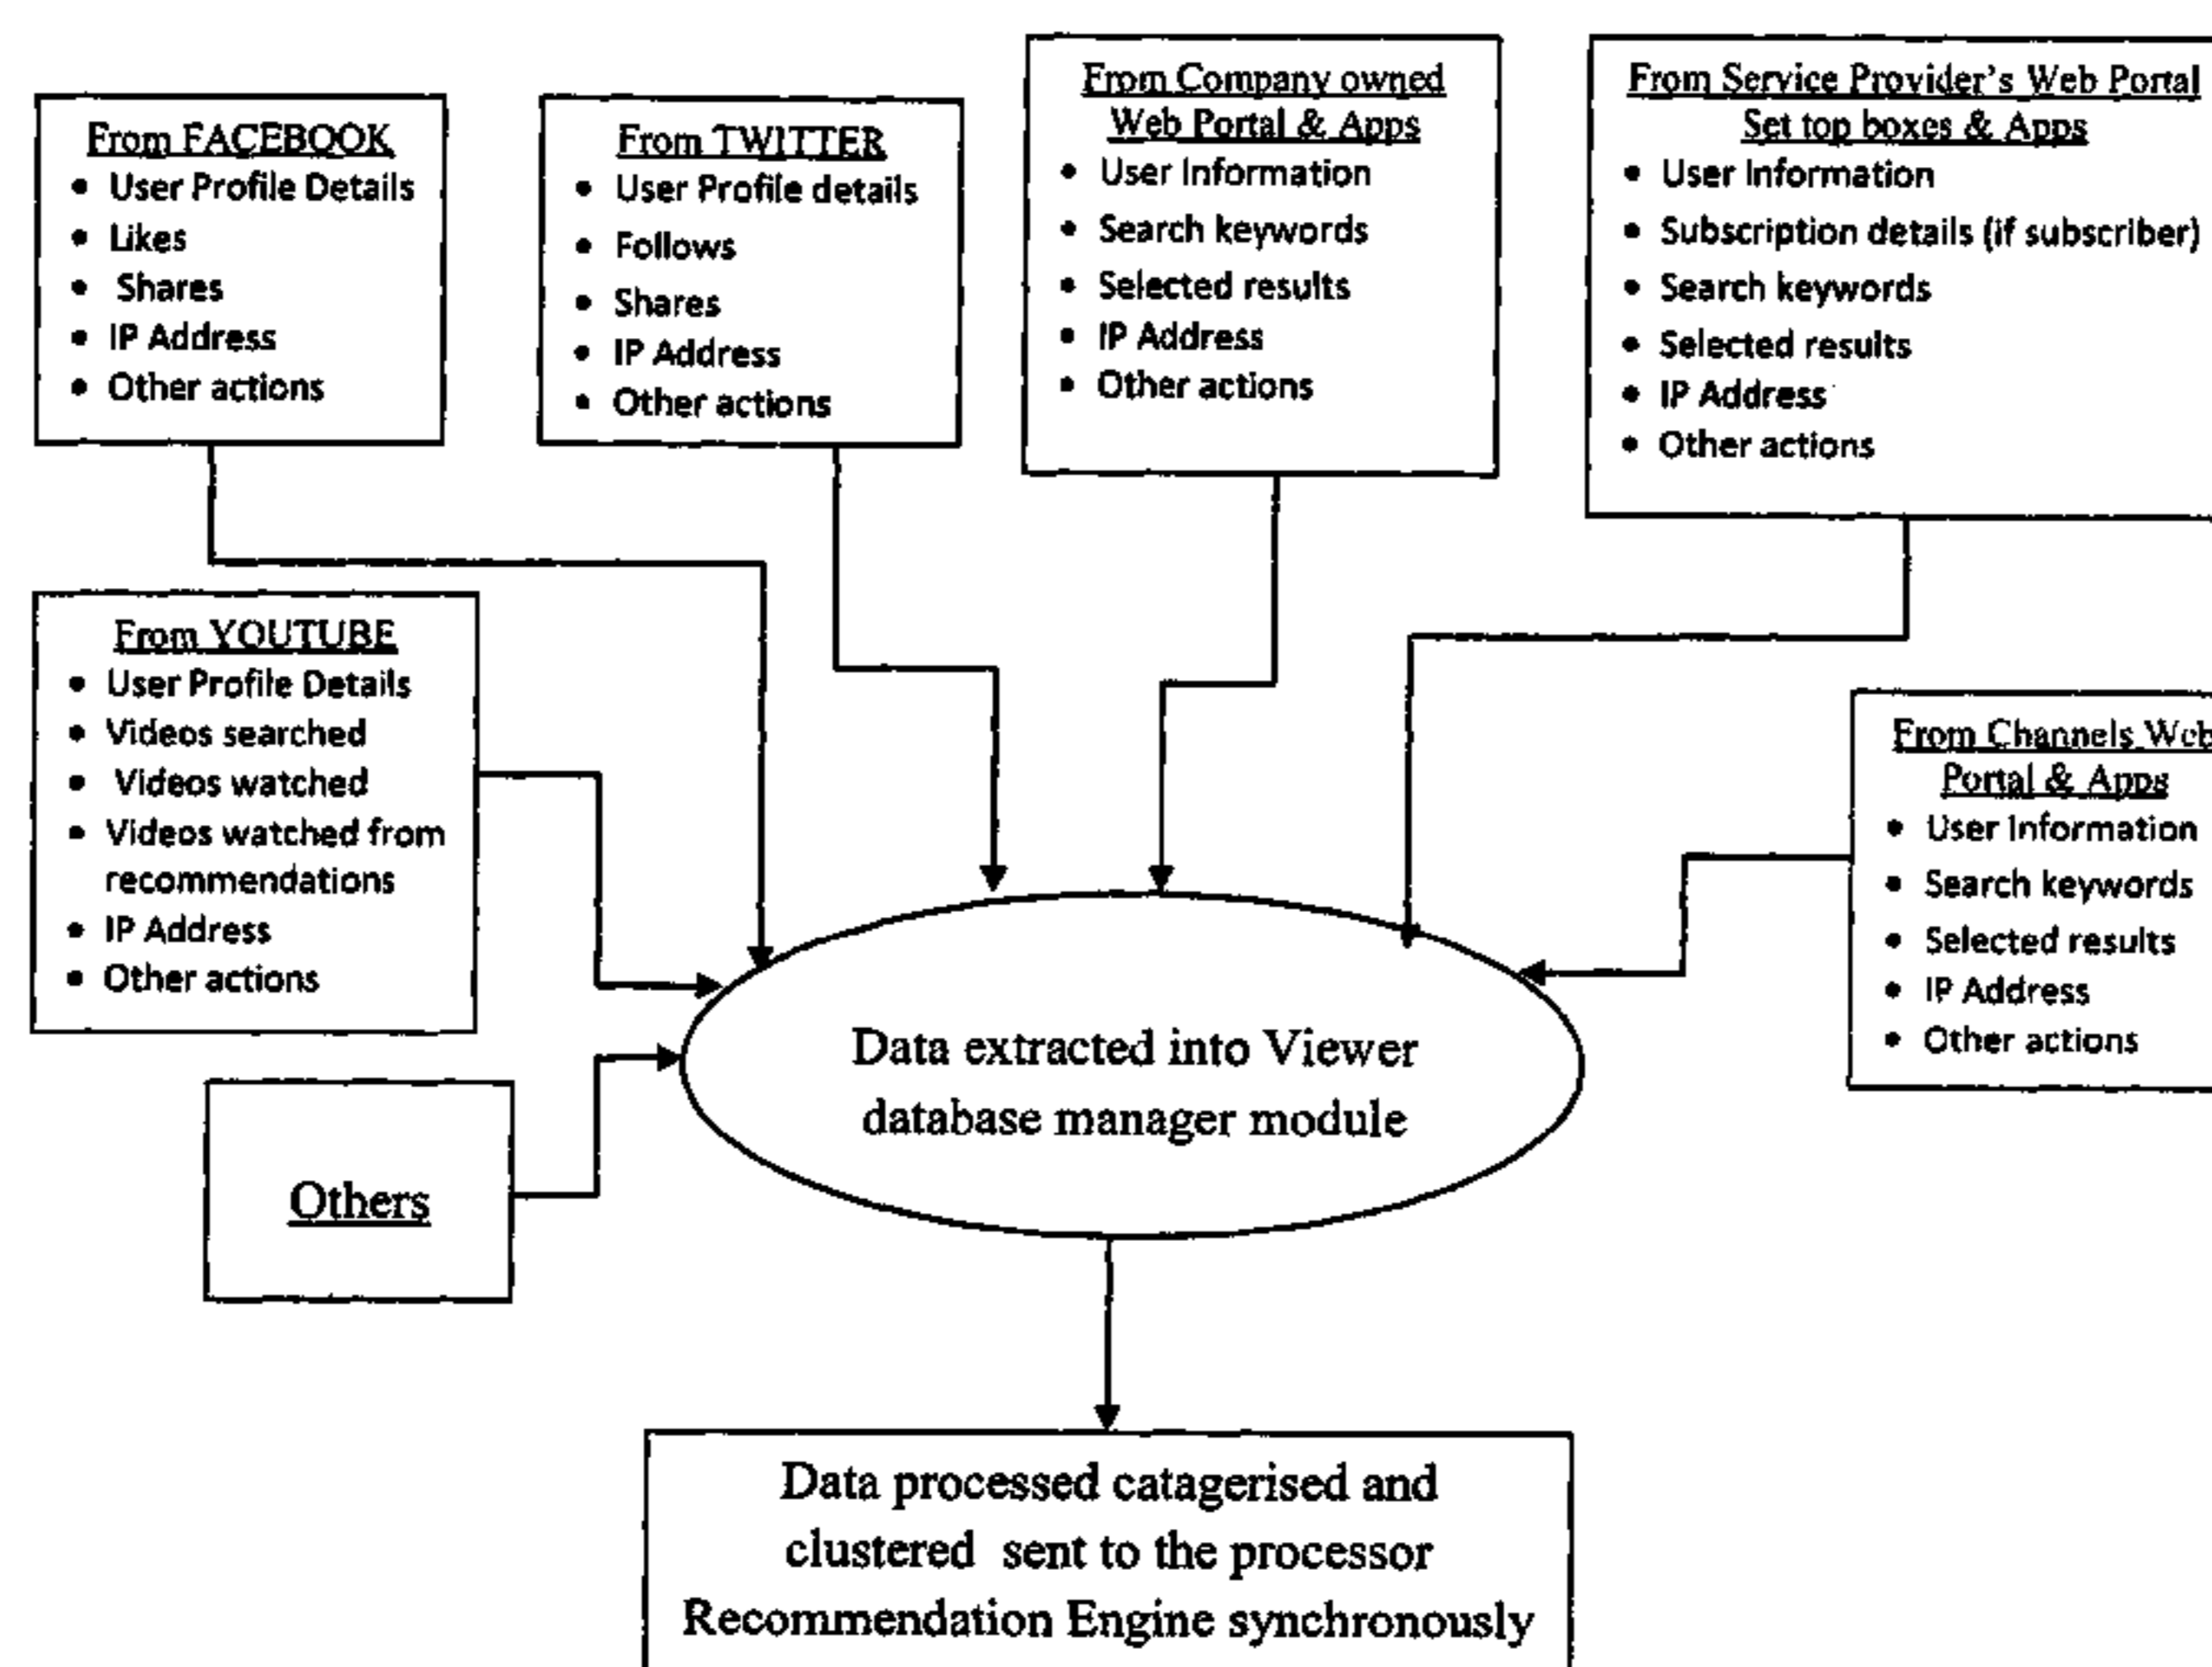 From FACEBOOK
• User Profile Details
• Likes
• Shares
• IP Address
• Other actions
From TWITTER
• User Profile details
• Follows
• Shares
• IP Address
• Other actions
From Company owned
Web Portal & Apps
• User Information
• Search keywords
• Selected results
• IP Address
• Other actions
From Service Provider's Web Portal
Set top boxes & Apps
• User Information
• Subscription details (if subscriber)
• Search keywords
• Selected results
• IP Address
• Other actions
From YOUTUBE
• User Profile Details
• Videos searched
• Videos watched
• Videos watched from
recommendations
• IP Address
• Other actions
From Channels Web
Portal & Apps
• User Information
• Search keywords
• Selected results
• IP Address
• Other actions
Others
Data extracted into Viewer
database manager module
Data processed catagerised and
clustered sent to the processor
Recommendation Engine synchronously